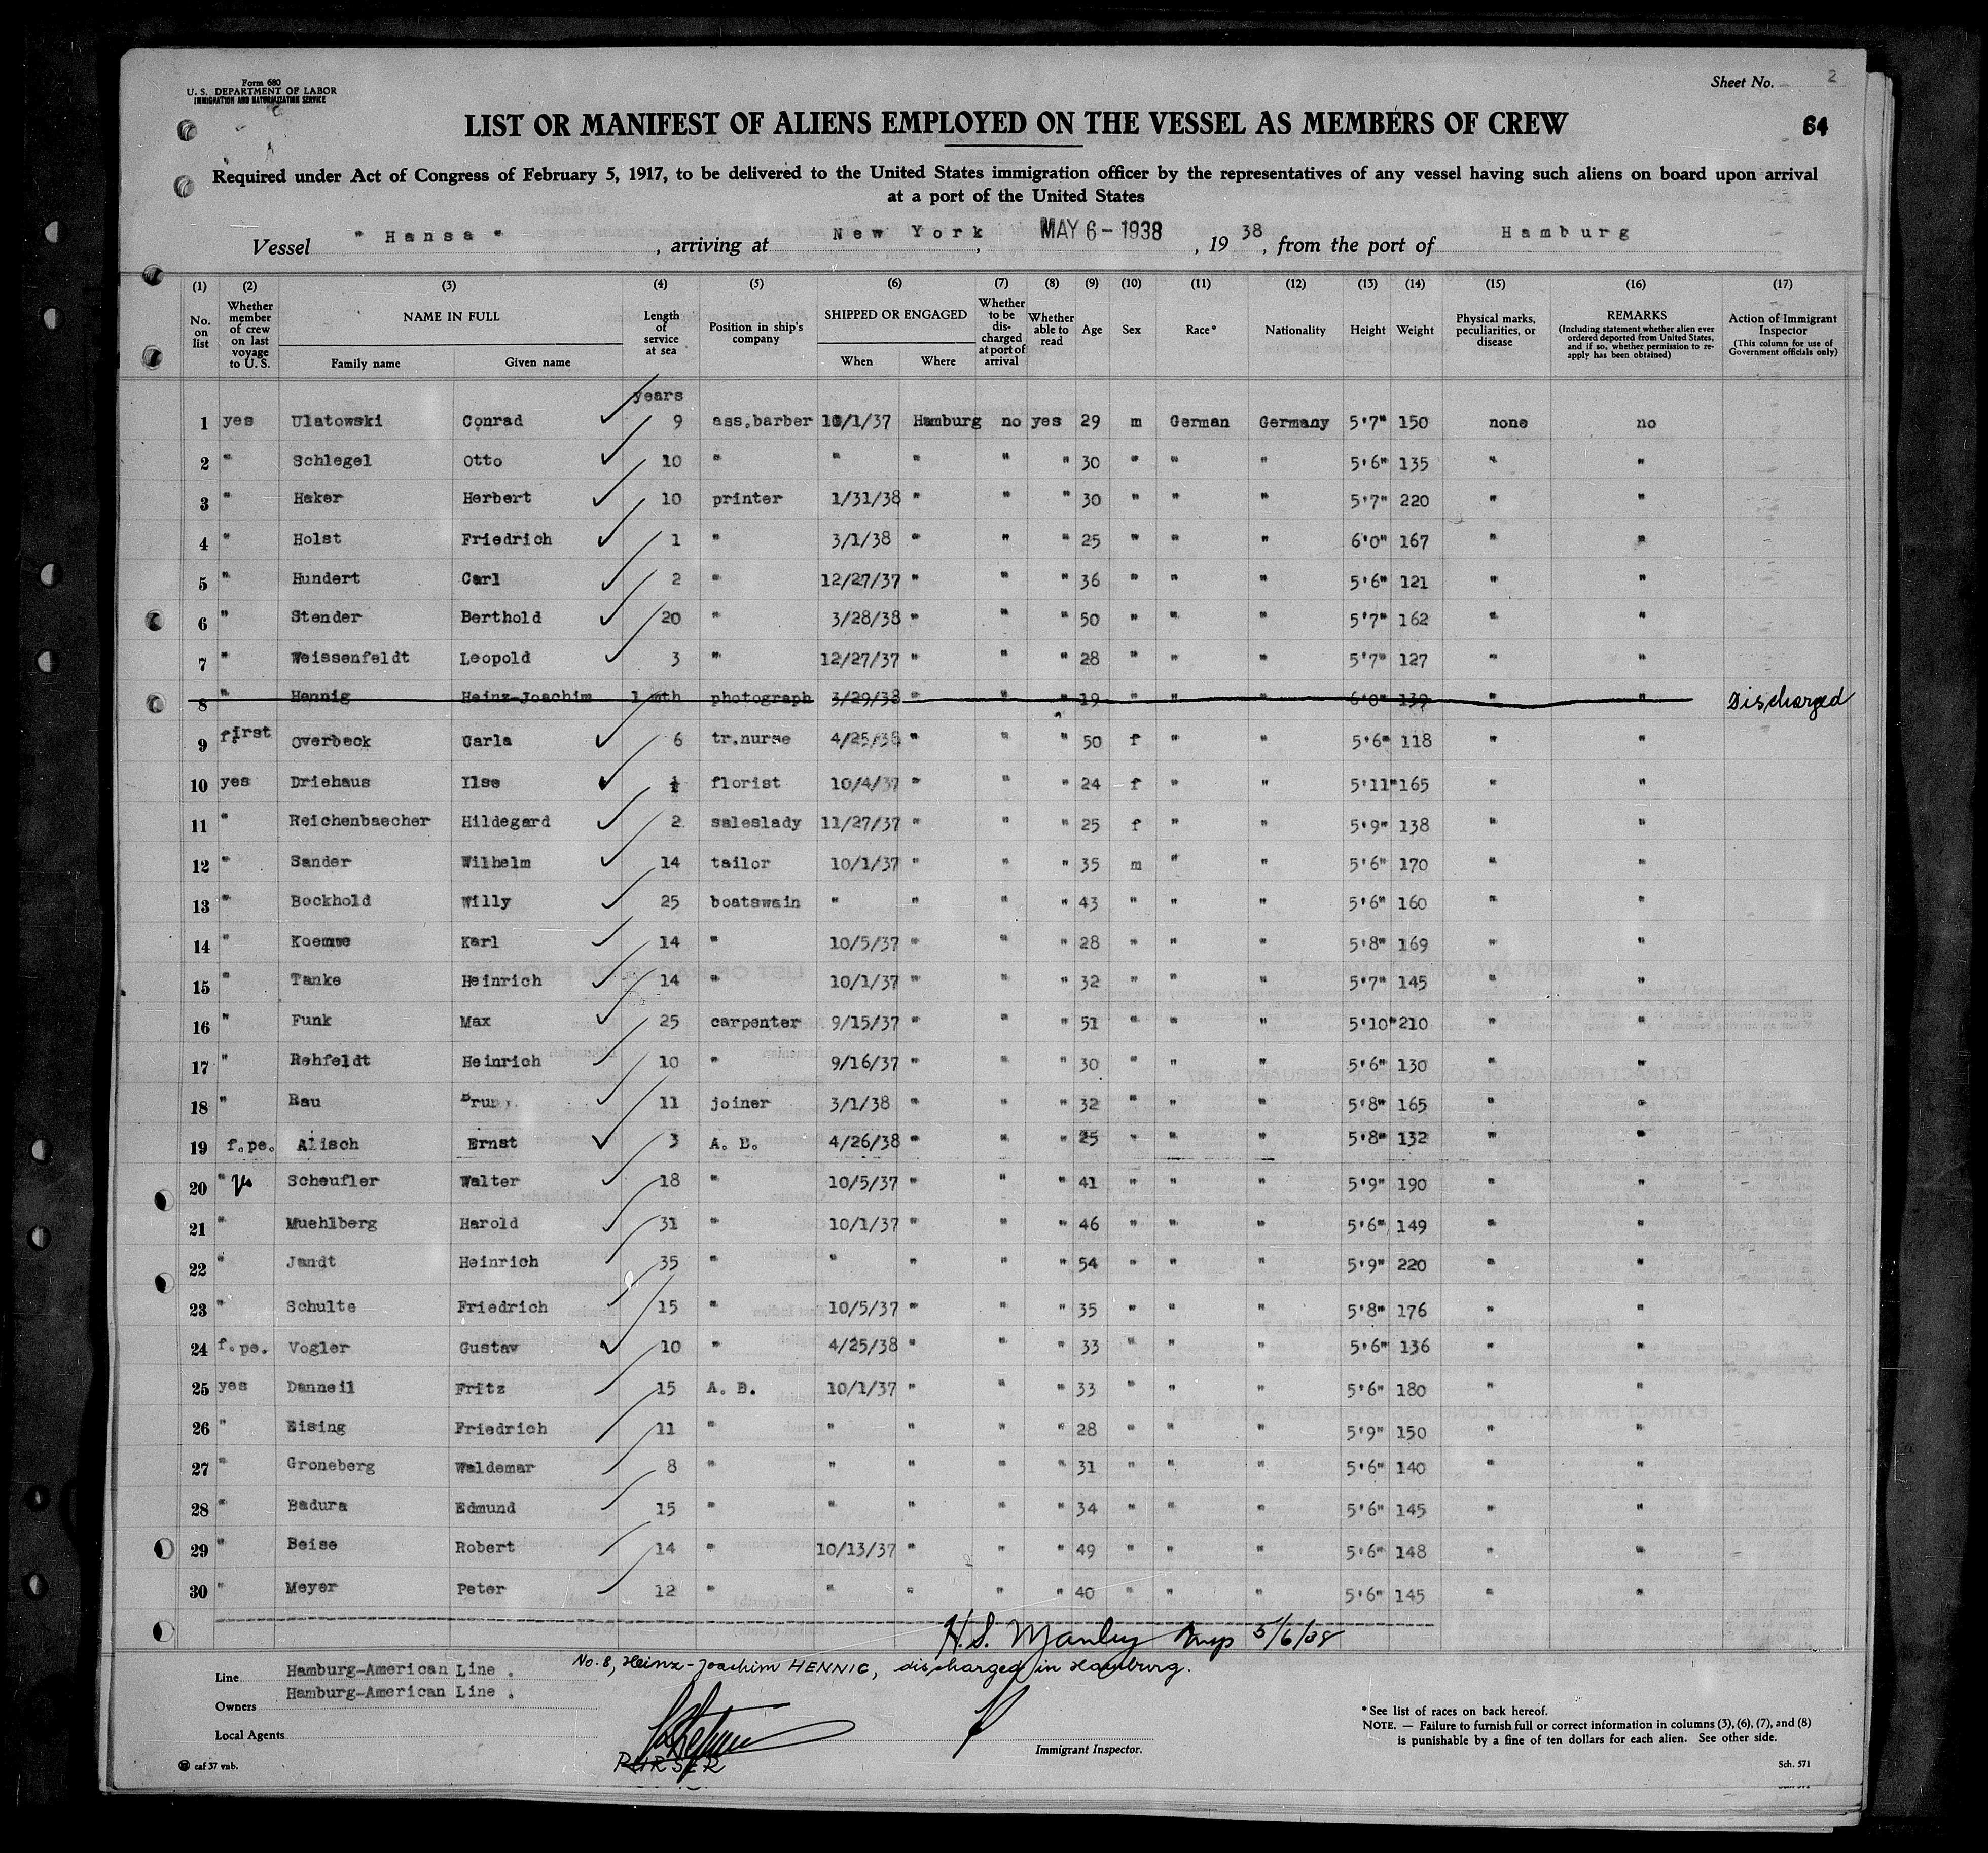 Form 680
U. S. DEPARTMENT OF LABOR
IMMIGRATION AND NATURALIZATION SERVICE
Sheet No. 2
LIST OR MANIFEST OF ALIENS EMPLOYED ON THE VESSEL AS MEMBERS OF CREW
64
Required under Act of Congress of February 5, 1917, to be delivered to the United States immigration officer by the representatives of any vessel having such aliens on board upon arrival
at a port of the United States
Vessel " Hansa " , arriving at New York , MAY 6 - 1938 , 19 38 , from the port of Hamburg
(1) (2) (3) (4) (5) (6) (7) (8) (9) (10) (11) (12) (13) (14) (15) (16) (17)
No. on list
Whether member of crew on last voyage to U. S.
NAME IN FULL
Family name Given name
Length of service at sea
Position in ship's company
SHIPPED OR ENGAGED
When Where
Whether to be discharged at port of arrival
Whether able to read
Age
Sex
Race*
Nationality
Height
Weight
Physical marks, peculiarities, or disease
REMARKS
(Including statement whether alien ever ordered deported from United States, and if so, whether permission to re-apply has been obtained)
Action of Immigrant Inspector
(This column for use of Government officials only)
years
1 yes Ulatowski Conrad 9 ass.barber 10/1/37 Hamburg no yes 29 m German Germany 5'7" 150 none no
2 " Schlegel Otto 10 " " " " " 30 " " " 5'6" 135 " "
3 " Haker Herbert 10 printer 1/31/38 " " " 30 " " " 5'7" 220 " "
4 " Holst Friedrich 1 " 3/1/38 " " " 25 " " " 6'0" 167 " "
5 " Hundert Carl 2 " 12/27/37 " " " 36 " " " 5'6" 121 " "
6 " Stender Berthold 20 " 3/28/38 " " " 50 " " " 5'7" 162 " "
7 " Weissenfeldt Leopold 3 " 12/27/37 " " " 28 " " " 5'7" 127 " "
8 " Hennig Heinz-Joachim 1 mth photograph 3/29/38 " " " 19 " " " 6'0" 139 " " Discharged
9 first Overbeck Carla 6 tr.nurse 4/25/38 " " " 50 f " " 5'6" 118 " "
10 yes Driehaus Ilse florist 10/4/37 " " " 24 f " " 5'11" 165 " "
11 " Reichenbaecher Hildegard 2 saleslady 11/27/37 " " " 25 f " " 5'9" 138 " "
12 " Sander Wilhelm 14 tailor 10/1/37 " " " 35 m " " 5'6" 170 " "
13 " Bockhold Willy 25 boatswain " " " " 43 " " " 5'6" 160 " "
14 " Koemwe Karl 14 " 10/5/37 " " " 28 " " " 5'8" 169 " "
15 " Tanke Heinrich 14 " 10/1/37 " " " 32 " " " 5'7" 145 " "
16 " Funk Max 25 carpenter 9/15/37 " " " 51 " " " 5'10" 210 " "
17 " Rehfeldt Heinrich 10 " 9/16/37 " " " 30 " " " 5'6" 130 " "
18 " Rau 11 joiner 3/1/38 " " " 32 " " " 5'8" 165 " "
19 f.pe. Alisch Ernst 3 A. B. 4/26/38 " " " 25 " " " 5'8" 132 " "
20 " Scheufler Walter 18 " 10/5/37 " " " 41 " " " 5'9" 190 " "
21 " Muehlberg Harold 31 " 10/1/37 " " " 46 " " " 5'6" 149 " "
22 " Jandt Heinrich 35 " " " " " 54 " " " 5'9" 220 " "
23 " Schulte Friedrich 15 " 10/5/37 " " " 35 " " " 5'8" 176 " "
24 f.pe. Vogler Gustav 10 " 4/25/38 " " " 33 " " " 5'6" 136 " "
25 yes Danneil Fritz 15 A. B. 10/1/37 " " " 33 " " " 5'6" 180 " "
26 " Eising Friedrich 11 " " " " " 28 " " " 5'9" 150 " "
27 " Groneberg Waldemar 8 " " " " " 31 " " " 5'6" 140 " "
28 " Badura Edmund 15 " " " " " 34 " " " 5'6" 145 " "
29 " Beise Robert 14 " 10/13/37 " " " 49 " " " 5'6" 148 " "
30 " Meyer Peter 12 " " " " " 40 " " " 5'6" 145 " "
H.S. Manley Insp 5/6/38
No. 8, Heinz-Joachim HENNIG, discharged in Hamburg.
Line Hamburg-American Line .
Owners Hamburg-American Line .
Local Agents
PURSER
Immigrant Inspector.
* See list of races on back hereof.
NOTE. — Failure to furnish full or correct information in columns (3), (6), (7), and (8)
is punishable by a fine of ten dollars for each alien. See other side.
caf 37 vnb.
Sch. 571